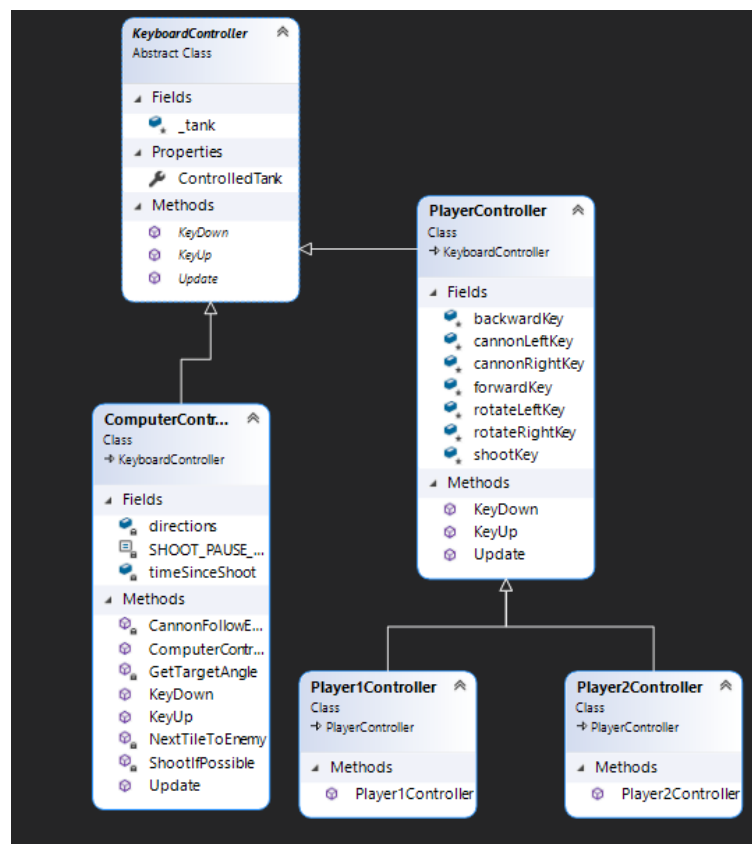 KeyboardController
Abstract Class
Fields
_tank
Properties
ControlledTank
Methods
KeyDown
KeyUp
Update
PlayerController
Class
KeyboardController
Fields
backwardKey
cannonLeftKey
cannonRightKey
forwardKey
rotateLeftKey
rotateRightKey
shootKey
Methods
KeyDown
KeyUp
Update
ComputerContr...
Class
KeyboardController
Fields
directions
SHOOT_PAUSE_...
timeSinceShoot
Methods
CannonFollowE...
ComputerContr...
GetTargetAngle
KeyDown
KeyUp
NextTileToEnemy
ShootIfPossible
Update
Player1Controller
Class
PlayerController
Methods
Player1Controller
Player2Controller
Class
PlayerController
Methods
Player2Controller